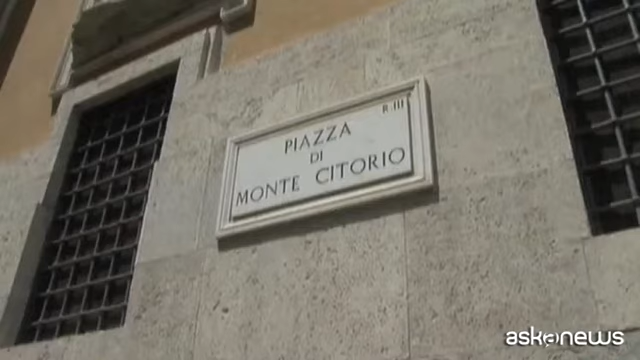 R III
PIAZZA
DI
MONTE CITORIO
askanews